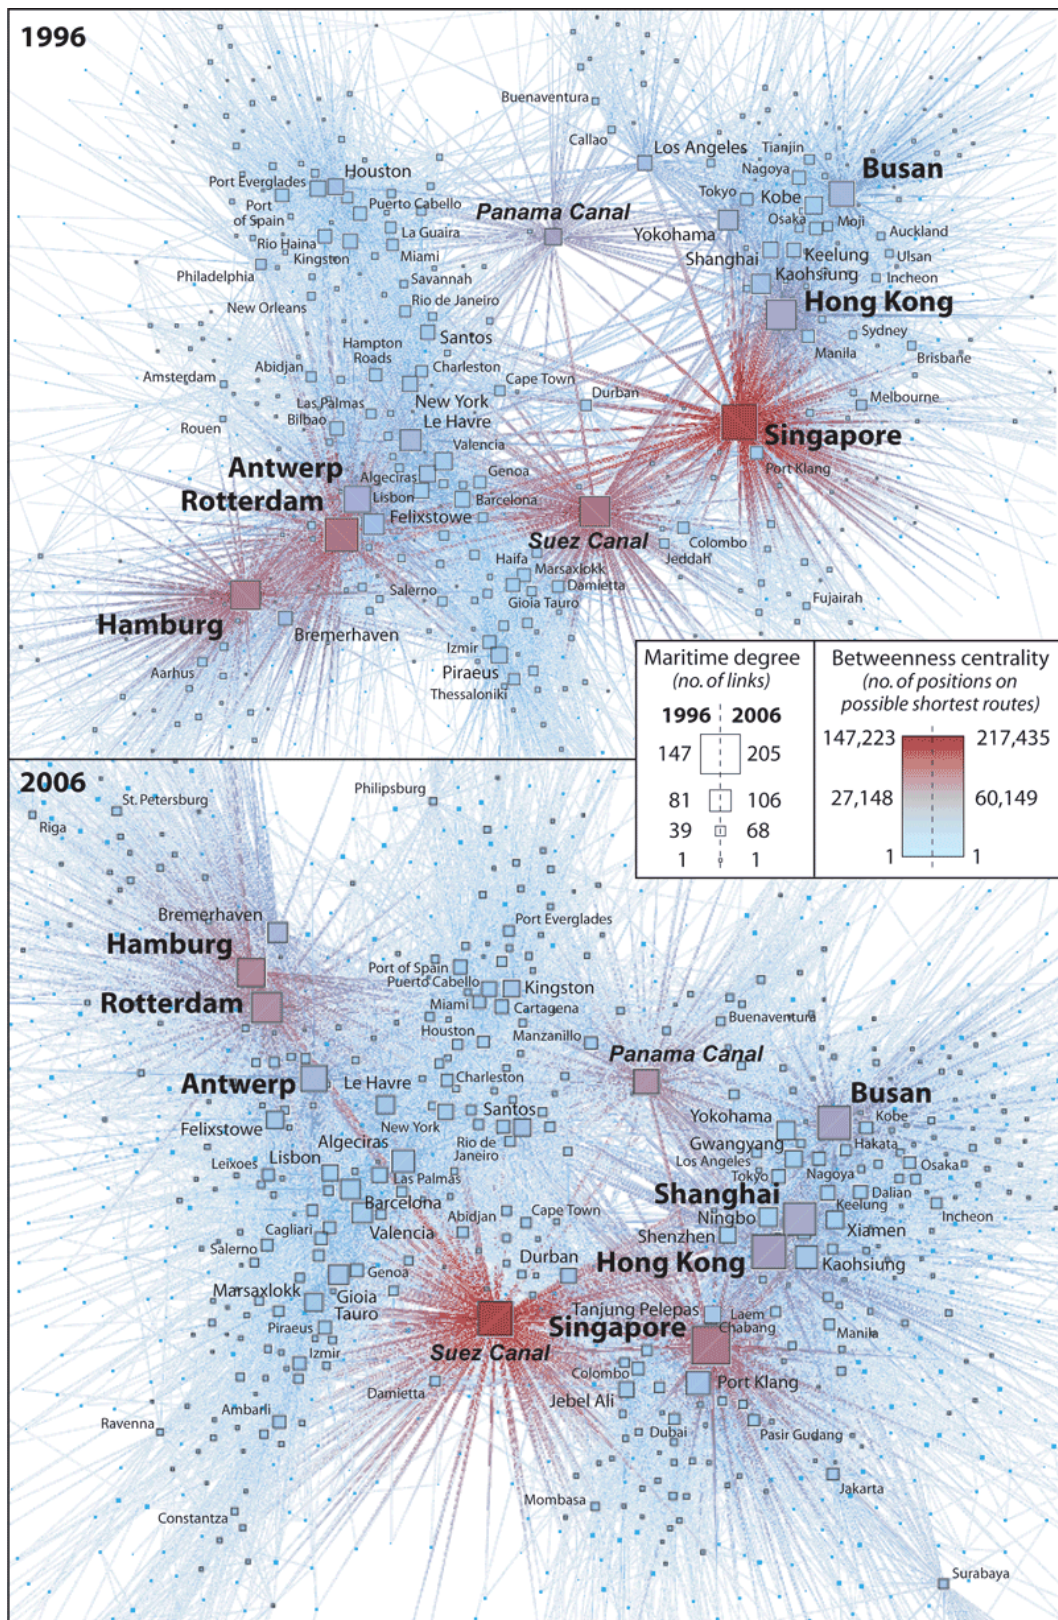 1996
Buenaventura
Callao
Los Angeles
Tianjin
Nagoya
Busan
Houston
Port Everglades
Port
of Spain
Puerto Cabello
Panama Canal
Tokyo
Kobe
Osaka
Moji
Yokohama
Auckland
La Guaira
Rio Haina
Kingston
Miami
Shanghai
Keelung
Ulsan
Philadelphia
Savannah
Kaohsiung
Incheon
New Orleans
Rio de Janeiro
Hong Kong
Santos
Sydney
Hampton
Roads
Manila
Brisbane
Abidjan
Charleston
Amsterdam
Cape Town
Durban
Melbourne
Las Palmas
New York
Bilbao
Le Havre
Rouen
Singapore
Valencia
Antwerp
Port Klang
Algeciras
Genoa
Rotterdam
Lisbon
Barcelona
Felixstowe
Suez Canal
Colombo
Jeddah
Haifa
Marsaxlokk
Damietta
Salerno
Gioia Tauro
Fujairah
Hamburg
Bremerhaven
Izmir
Piraeus
Aarhus
Thessaloniki
Maritime degree
(no. of links)
1996 2006
147 205
81 106
39 68
1 1
Betweenness centrality
(no. of positions on
possible shortest routes)
147,223 217,435
27,148 60,149
1 1
2006
St. Petersburg
Philipsburg
Riga
Bremerhaven
Port Everglades
Hamburg
Port of Spain
Puerto Cabello
Kingston
Rotterdam
Miami
Cartagena
Buenaventura
Houston
Manzanillo
Panama Canal
Antwerp
Le Havre
Charleston
Busan
Felixstowe
New York
Santos
Yokohama
Kobe
Algeciras
Rio de
Janeiro
Gwangyang
Hakata
Leixoes
Lisbon
Los Angeles
Osaka
Las Palmas
Tokyo
Nagoya
Shanghai
Dalian
Barcelona
Keelung
Abidjan
Cape Town
Ningbo
Incheon
Cagliari
Valencia
Shenzhen
Xiamen
Salerno
Durban
Hong Kong
Kaohsiung
Genoa
Marsaxlokk
Gioia
Tauro
Tanjung Pelepas
Laem
Chabang
Piraeus
Singapore
Manila
Izmir
Suez Canal
Colombo
Port Klang
Damietta
Jebel Ali
Ambarli
Ravenna
Dubai
Pasir Gudang
Jakarta
Mombasa
Constantza
Surabaya